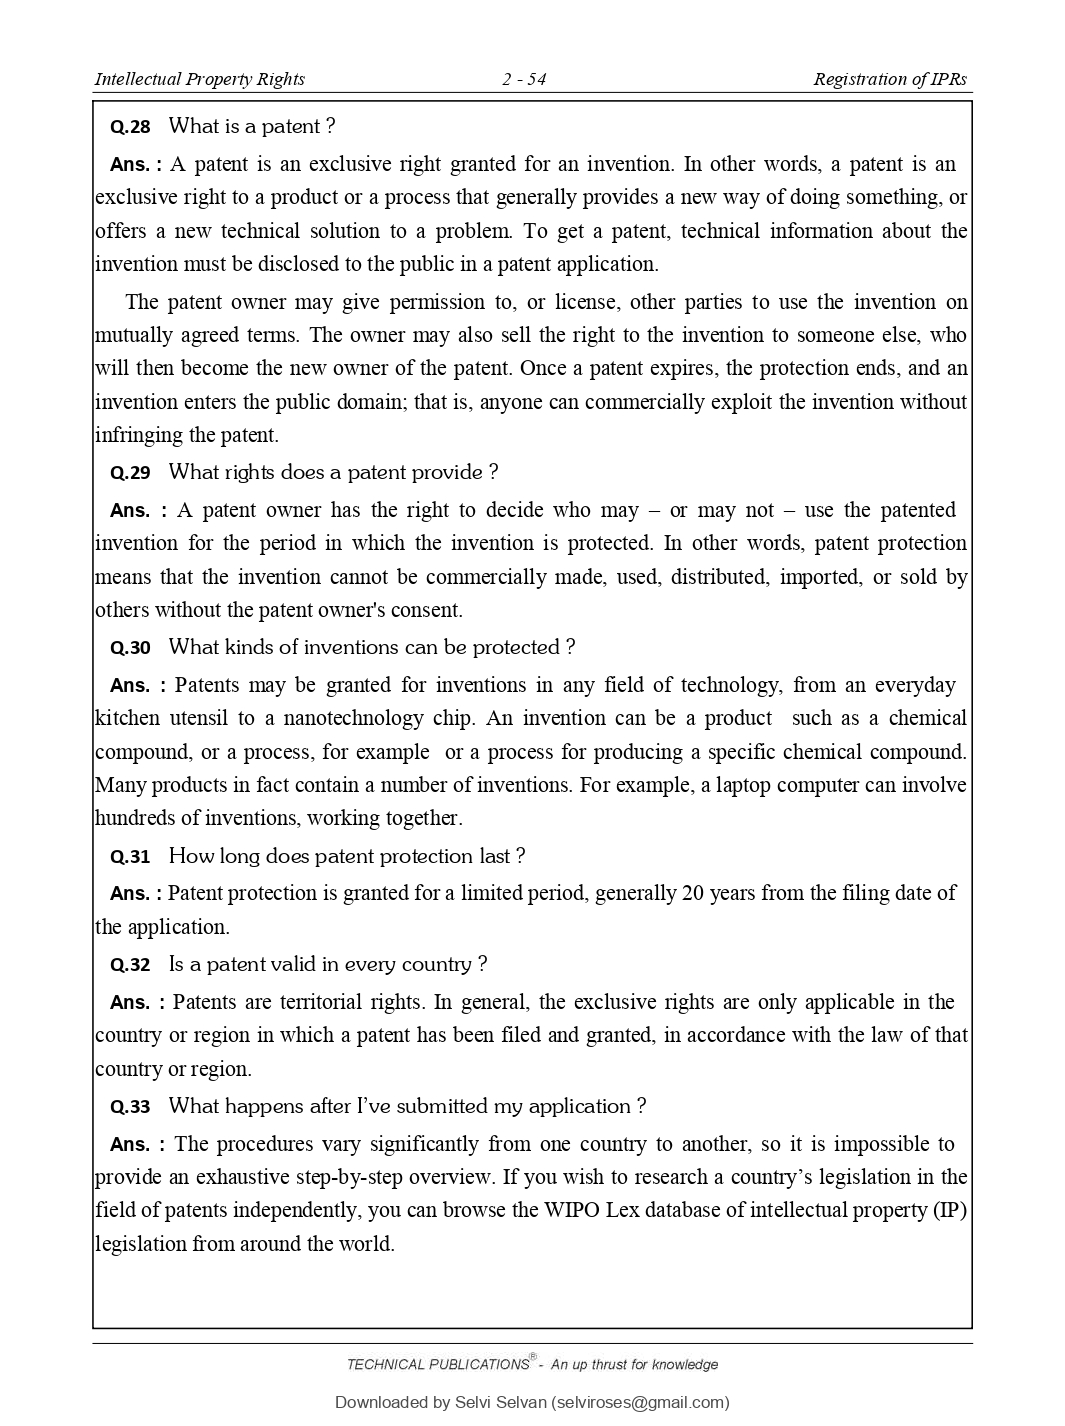 Intellectual Property Rights 2 - 54 Registration of IPRs
Q.28 What is a patent ?
Ans. : A patent is an exclusive right granted for an invention. In other words, a patent is an
exclusive right to a product or a process that generally provides a new way of doing something, or
offers a new technical solution to a problem. To get a patent, technical information about the
invention must be disclosed to the public in a patent application.
The patent owner may give permission to, or license, other parties to use the invention on
mutually agreed terms. The owner may also sell the right to the invention to someone else, who
will then become the new owner of the patent. Once a patent expires, the protection ends, and an
invention enters the public domain; that is, anyone can commercially exploit the invention without
infringing the patent.
Q.29 What rights does a patent provide ?
Ans. : A patent owner has the right to decide who may – or may not – use the patented
invention for the period in which the invention is protected. In other words, patent protection
means that the invention cannot be commercially made, used, distributed, imported, or sold by
others without the patent owner's consent.
Q.30 What kinds of inventions can be protected ?
Ans. : Patents may be granted for inventions in any field of technology, from an everyday
kitchen utensil to a nanotechnology chip. An invention can be a product such as a chemical
compound, or a process, for example or a process for producing a specific chemical compound.
Many products in fact contain a number of inventions. For example, a laptop computer can involve
hundreds of inventions, working together.
Q.31 How long does patent protection last ?
Ans. : Patent protection is granted for a limited period, generally 20 years from the filing date of
the application.
Q.32 Is a patent valid in every country ?
Ans. : Patents are territorial rights. In general, the exclusive rights are only applicable in the
country or region in which a patent has been filed and granted, in accordance with the law of that
country or region.
Q.33 What happens after I’ve submitted my application ?
Ans. : The procedures vary significantly from one country to another, so it is impossible to
provide an exhaustive step-by-step overview. If you wish to research a country’s legislation in the
field of patents independently, you can browse the WIPO Lex database of intellectual property (IP)
legislation from around the world.
TECHNICAL PUBLICATIONS® - An up thrust for knowledge
Downloaded by Selvi Selvan (selviroses@gmail.com)